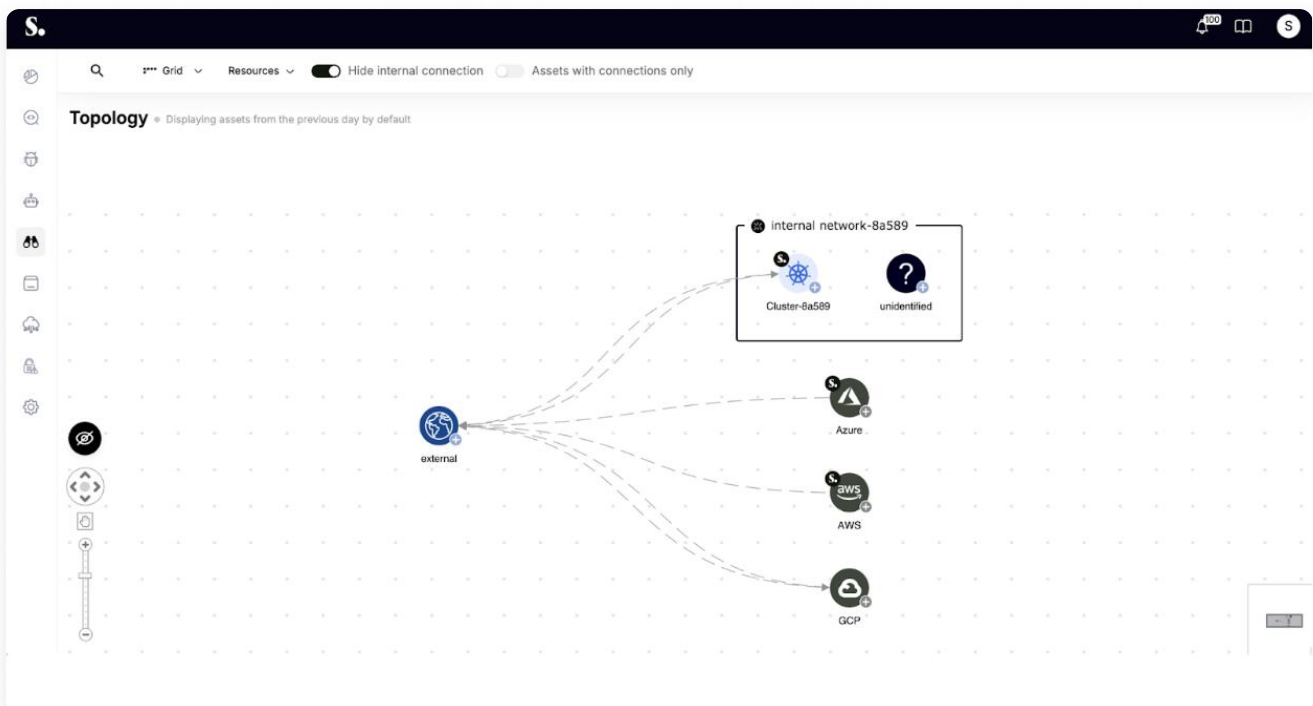 S.
100
S
Grid Resources Hide internal connection Assets with connections only
Topology Displaying assets from the previous day by default
internal network-8a589
S.
?
Cluster-8a589 unidentified
S.
Azure
external
S.
aws
AWS
GCP